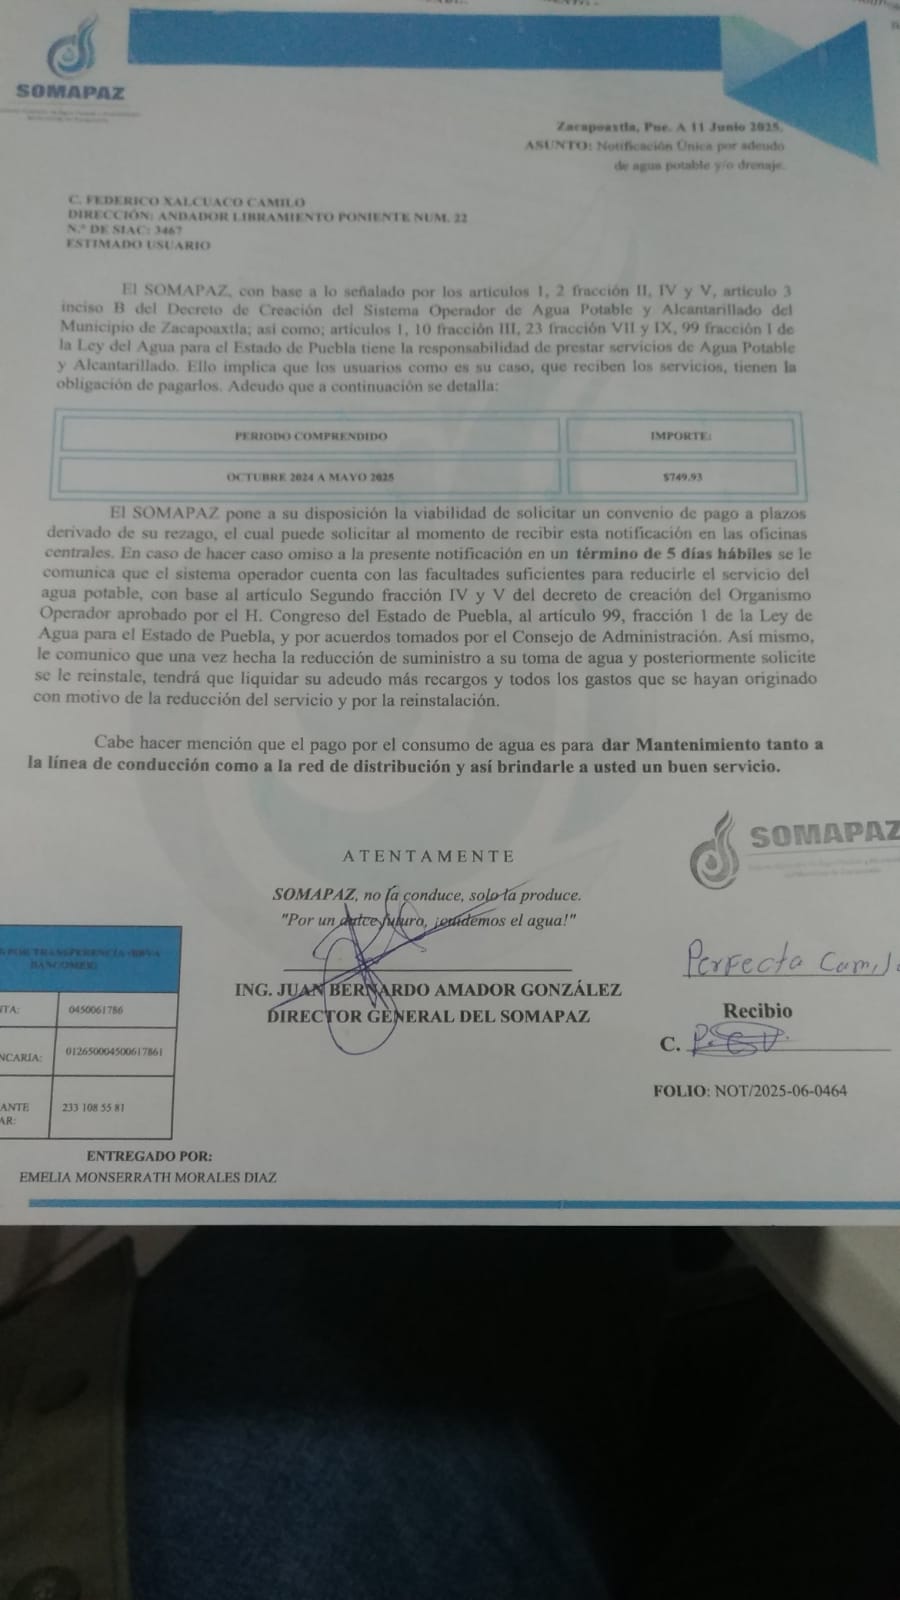 SOMAPAZ
Zacapoaxtla, Pue. A 11 Junio 2025.
ASUNTO: Notificación Única por adeudo
de agua potable y/o drenaje.
C. FEDERICO XALCUACO CAMILO
DIRECCIÓN: ANDADOR LIBRAMIENTO PONIENTE NUM. 22
N.° DE SIAC: 3467
ESTIMADO USUARIO
El SOMAPAZ, con base a lo señalado por los artículos 1, 2 fracción II, IV y V, artículo 3
inciso B del Decreto de Creación del Sistema Operador de Agua Potable y Alcantarillado del
Municipio de Zacapoaxtla; así como; artículos 1, 10 fracción III, 23 fracción VII y IX, 99 fracción I de
la Ley del Agua para el Estado de Puebla tiene la responsabilidad de prestar servicios de Agua Potable
y Alcantarillado. Ello implica que los usuarios como es su caso, que reciben los servicios, tienen la
obligación de pagarlos. Adeudo que a continuación se detalla:
PERIODO COMPRENDIDO IMPORTE:
OCTUBRE 2024 A MAYO 2025 $749.93
El SOMAPAZ pone a su disposición la viabilidad de solicitar un convenio de pago a plazos
derivado de su rezago, el cual puede solicitar al momento de recibir esta notificación en las oficinas
centrales. En caso de hacer caso omiso a la presente notificación en un término de 5 días hábiles se le
comunica que el sistema operador cuenta con las facultades suficientes para reducirle el servicio del
agua potable, con base al artículo Segundo fracción IV y V del decreto de creación del Organismo
Operador aprobado por el H. Congreso del Estado de Puebla, al artículo 99, fracción 1 de la Ley de
Agua para el Estado de Puebla, y por acuerdos tomados por el Consejo de Administración. Así mismo,
le comunico que una vez hecha la reducción de suministro a su toma de agua y posteriormente solicite
se le reinstale, tendrá que liquidar su adeudo más recargos y todos los gastos que se hayan originado
con motivo de la reducción del servicio y por la reinstalación.
Cabe hacer mención que el pago por el consumo de agua es para dar Mantenimiento tanto a
la línea de conducción como a la red de distribución y así brindarle a usted un buen servicio.
SOMAPAZ
ATENTAMENTE
SOMAPAZ, no la conduce, solo la produce.
"Por un dulce futuro, ¡cuidemos el agua!"
ING. JUAN BERNARDO AMADOR GONZÁLEZ
DIRECTOR GENERAL DEL SOMAPAZ
Perfecta Camil
Recibio
C.
FOLIO: NOT/2025-06-0464
POR TRANSFERENCIA (BBVA
BANCOMER)
NTA: 0450061786
NCARIA: 012650004500617861
ANTE
AR: 233 108 55 81
ENTREGADO POR:
EMELIA MONSERRATH MORALES DIAZ